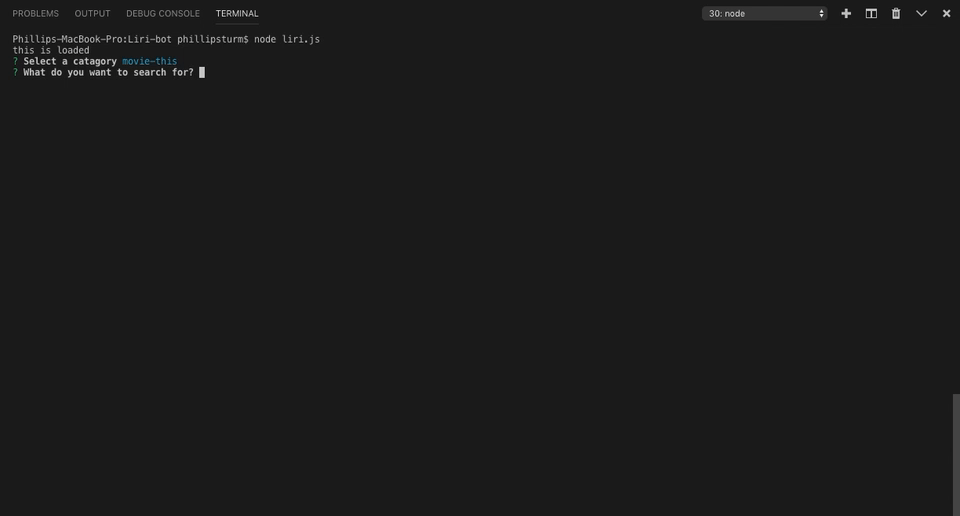 PROBLEMS OUTPUT DEBUG CONSOLE TERMINAL 30: node
Phillips-MacBook-Pro:Liri-bot phillipsturm$ node liri.js
this is loaded
? Select a catagory movie-this
? What do you want to search for?